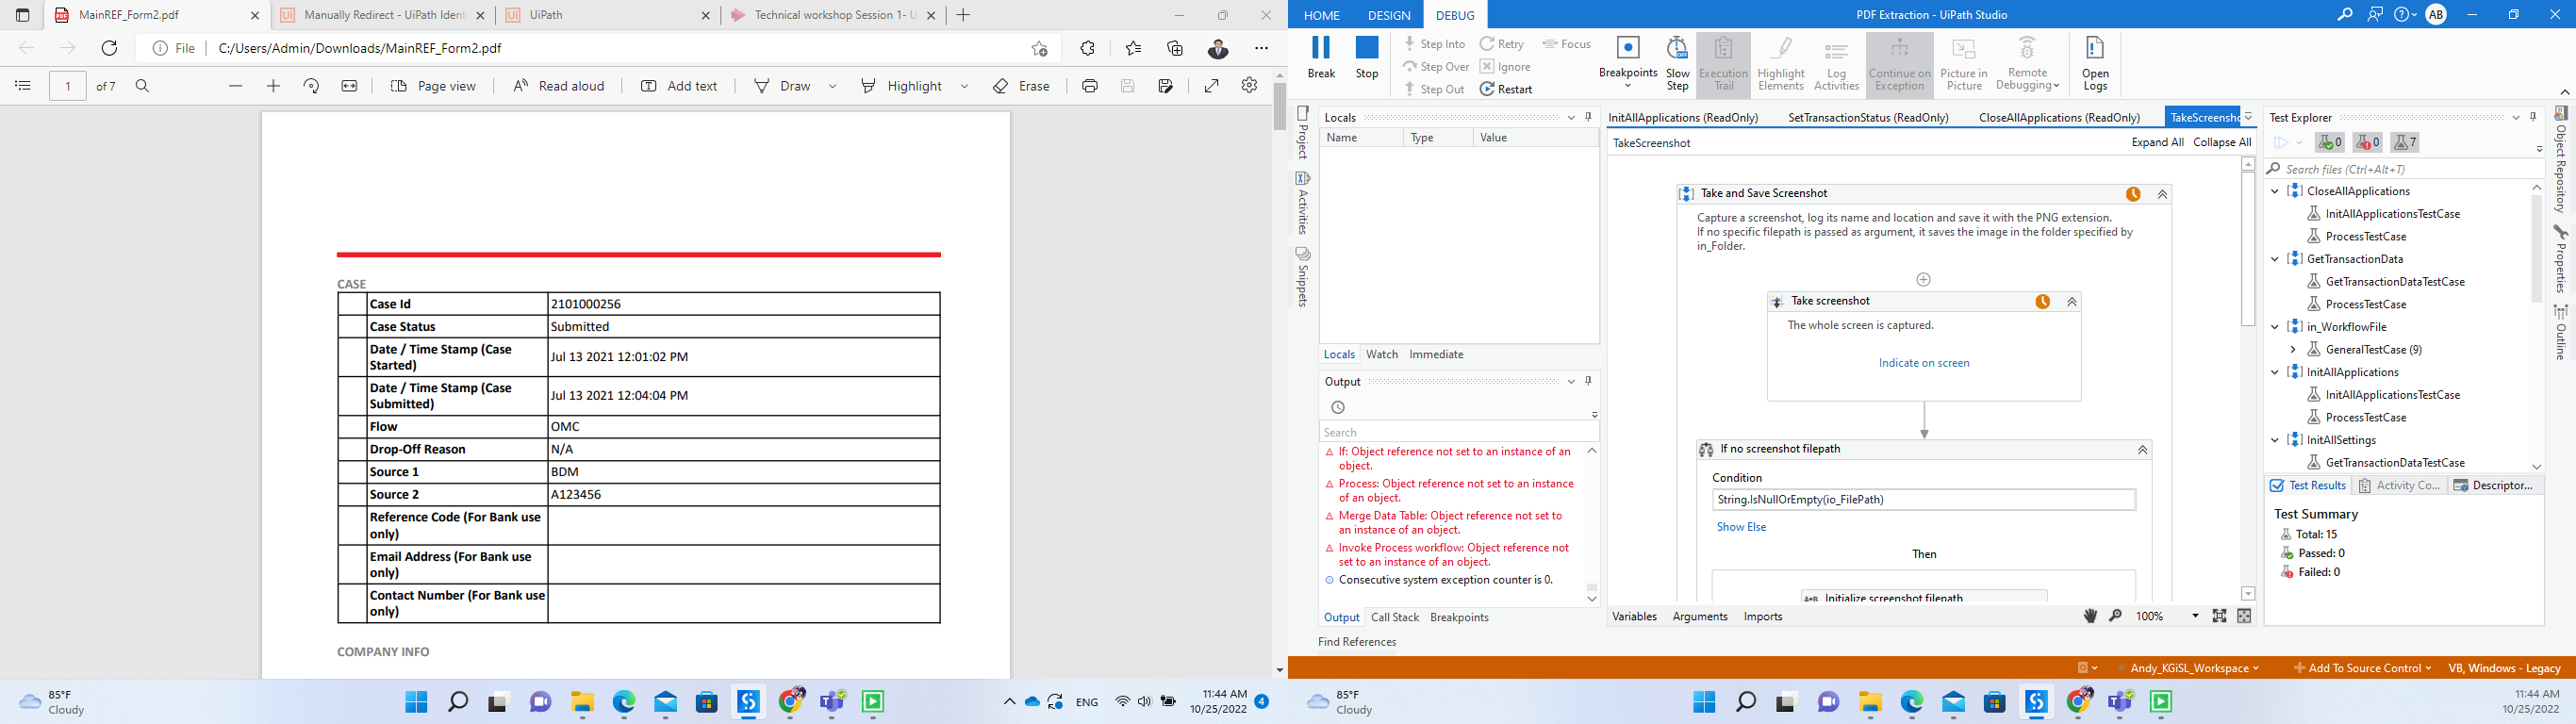 MainREF_Form2.pdf
Manually Redirect - UiPath Ident
UiPath
Technical workshop Session 1- U
File
C:/Users/Admin/Downloads/MainREF_Form2.pdf
1 of 7
Page view
Read aloud
Add text
Draw
Highlight
Erase
CASE
Case Id 2101000256
Case Status Submitted
Date / Time Stamp (Case
Started) Jul 13 2021 12:01:02 PM
Date / Time Stamp (Case
Submitted) Jul 13 2021 12:04:04 PM
Flow OMC
Drop-Off Reason N/A
Source 1 BDM
Source 2 A123456
Reference Code (For Bank use
only)
Email Address (For Bank use
only)
Contact Number (For Bank use
only)
COMPANY INFO
85°F
Cloudy
ENG
11:44 AM
10/25/2022
4
HOME DESIGN DEBUG
PDF Extraction - UiPath Studio
AB
Break
Stop
Step Into
Step Over
Step Out
Retry
Ignore
Restart
Focus
Breakpoints
Slow
Step
Execution
Trail
Highlight
Elements
Log
Activities
Continue on
Exception
Picture in
Picture
Remote
Debugging
Open
Logs
Project
Activities
Snippets
Locals
Name Type Value
Locals Watch Immediate
Output
Search
If: Object reference not set to an instance of an
object.
Process: Object reference not set to an instance
of an object.
Merge Data Table: Object reference not set to
an instance of an object.
Invoke Process workflow: Object reference not
set to an instance of an object.
Consecutive system exception counter is 0.
Output Call Stack Breakpoints
Find References
InitAllApplications (ReadOnly)
SetTransactionStatus (ReadOnly)
CloseAllApplications (ReadOnly)
TakeScreensho
TakeScreenshot
Expand All Collapse All
Take and Save Screenshot
Capture a screenshot, log its name and location and save it with the PNG extension.
If no specific filepath is passed as argument, it saves the image in the folder specified by
in_Folder.
Take screenshot
The whole screen is captured.
Indicate on screen
If no screenshot filepath
Condition
String.IsNullOrEmpty(io_FilePath)
Show Else
Then
A+B Initialize screenshot filepath
Variables Arguments Imports
100%
Test Explorer
0 0 7
Search files (Ctrl+Alt+T)
CloseAllApplications
InitAllApplicationsTestCase
ProcessTestCase
GetTransactionData
GetTransactionDataTestCase
ProcessTestCase
in_WorkflowFile
GeneralTestCase (9)
InitAllApplications
InitAllApplicationsTestCase
ProcessTestCase
InitAllSettings
GetTransactionDataTestCase
Test Results Activity Co... Descriptor...
Test Summary
Total: 15
Passed: 0
Failed: 0
Object Repository
Properties
Outline
Andy_KGiSL_Workspace
Add To Source Control
VB, Windows - Legacy
85°F
Cloudy
11:44 AM
10/25/2022